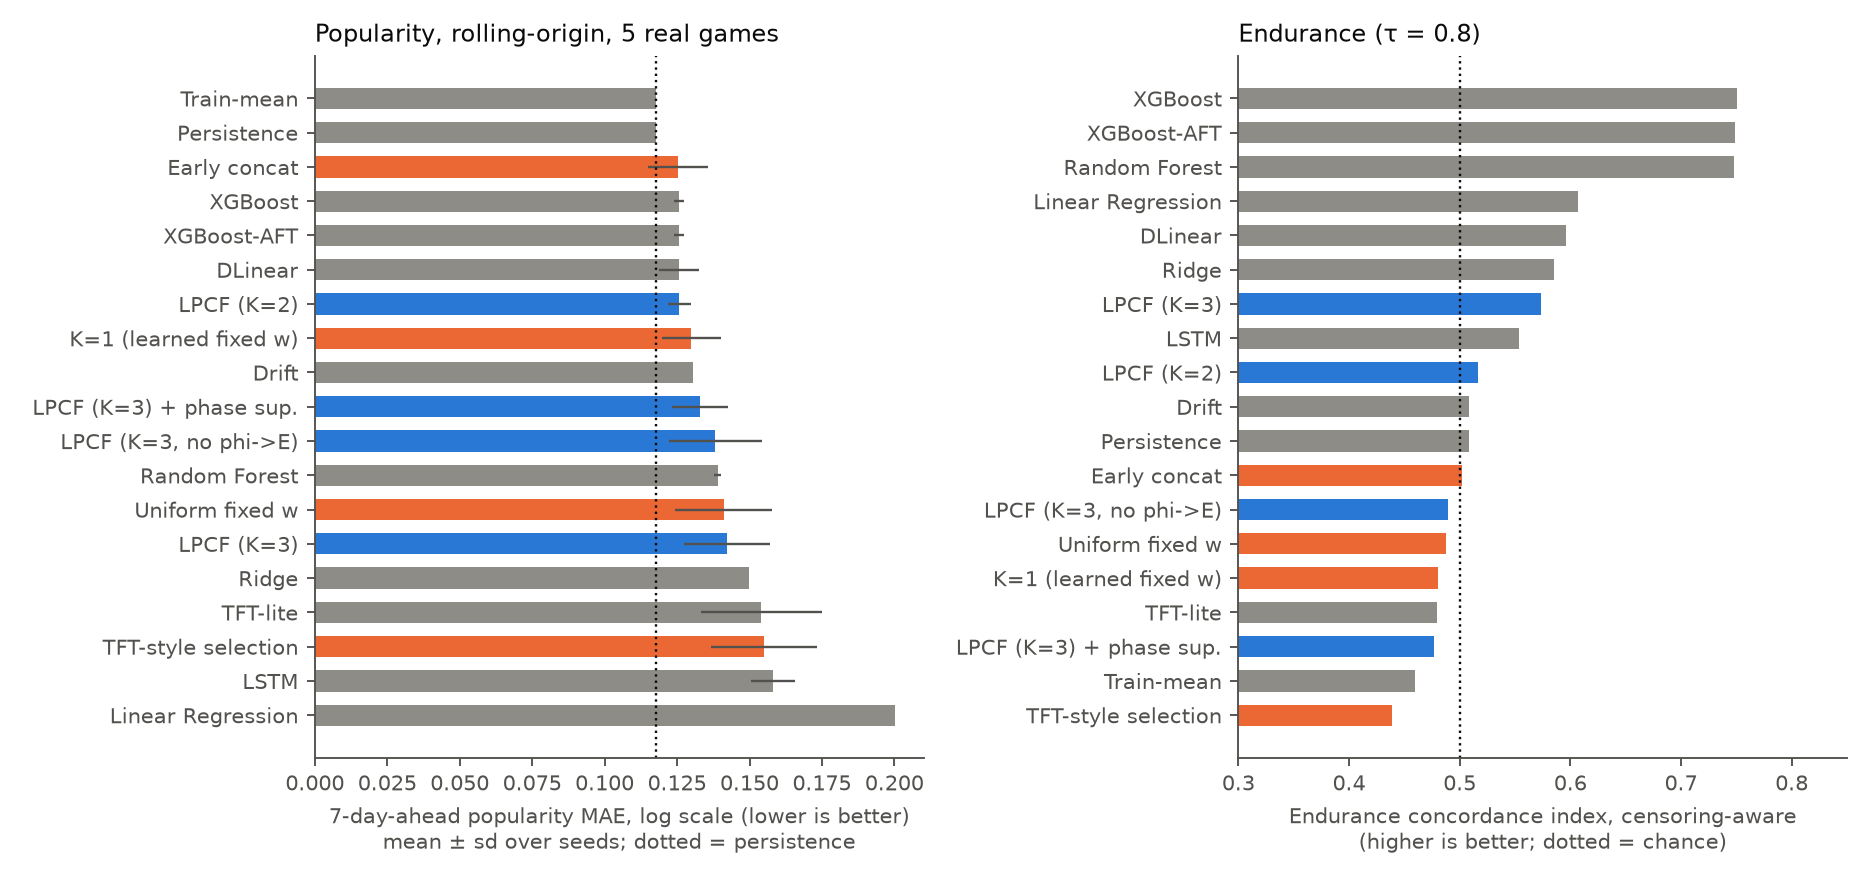 Popularity, rolling-origin, 5 real games
Train-mean
Persistence
Early concat
XGBoost
XGBoost-AFT
DLinear
LPCF (K=2)
K=1 (learned fixed w)
Drift
LPCF (K=3) + phase sup.
LPCF (K=3, no phi->E)
Random Forest
Uniform fixed w
LPCF (K=3)
Ridge
TFT-lite
TFT-style selection
LSTM
Linear Regression
0.000 0.025 0.050 0.075 0.100 0.125 0.150 0.175 0.200
7-day-ahead popularity MAE, log scale (lower is better)
mean ± sd over seeds; dotted = persistence
Endurance (τ = 0.8)
XGBoost
XGBoost-AFT
Random Forest
Linear Regression
DLinear
Ridge
LPCF (K=3)
LSTM
LPCF (K=2)
Drift
Persistence
Early concat
LPCF (K=3, no phi->E)
Uniform fixed w
K=1 (learned fixed w)
TFT-lite
LPCF (K=3) + phase sup.
Train-mean
TFT-style selection
0.3 0.4 0.5 0.6 0.7 0.8
Endurance concordance index, censoring-aware
(higher is better; dotted = chance)